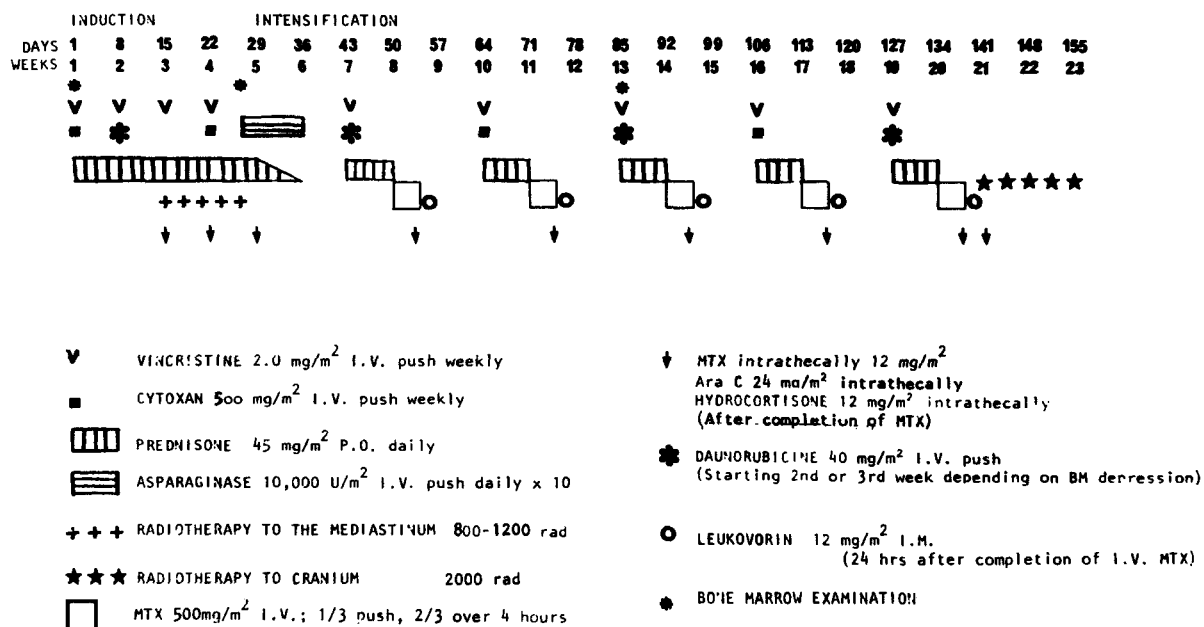 INDUCTION INTENSIFICATION
DAYS 1 8 15 22 29 36 43 50 57 64 71 78 85 92 99 106 113 120 127 134 141 148 155
WEEKS 1 2 3 4 5 6 7 8 9 10 11 12 13 14 15 16 17 18 19 20 21 22 23
VINCRISTINE 2.0 mg/m² I.V. push weekly
CYTOXAN 500 mg/m² I.V. push weekly
PREDNISONE 45 mg/m² P.O. daily
ASPARAGINASE 10,000 U/m² I.V. push daily x 10
+ + + RADIOTHERAPY TO THE MEDIASTINUM 800-1200 rad
★★★ RADIOTHERAPY TO CRANIUM 2000 rad
MTX 500mg/m² I.V.; 1/3 push, 2/3 over 4 hours
MTX intrathecally 12 mg/m²
Ara C 24 mg/m² intrathecally
HYDROCORTISONE 12 mg/m² intrathecally
(After completion of MTX)
DAUNORUBICINE 40 mg/m² I.V. push
(Starting 2nd or 3rd week depending on BM depression)
LEUKOVORIN 12 mg/m² I.M.
(24 hrs after completion of I.V. MTX)
BONE MARROW EXAMINATION